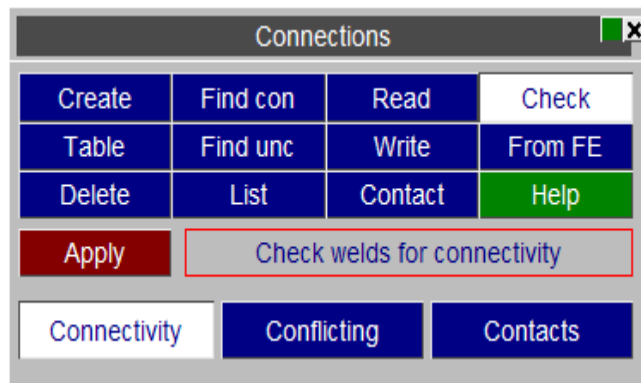 Connections X
Create Find con Read Check
Table Find unc Write From FE
Delete List Contact Help
Apply Check welds for connectivity
Connectivity Conflicting Contacts